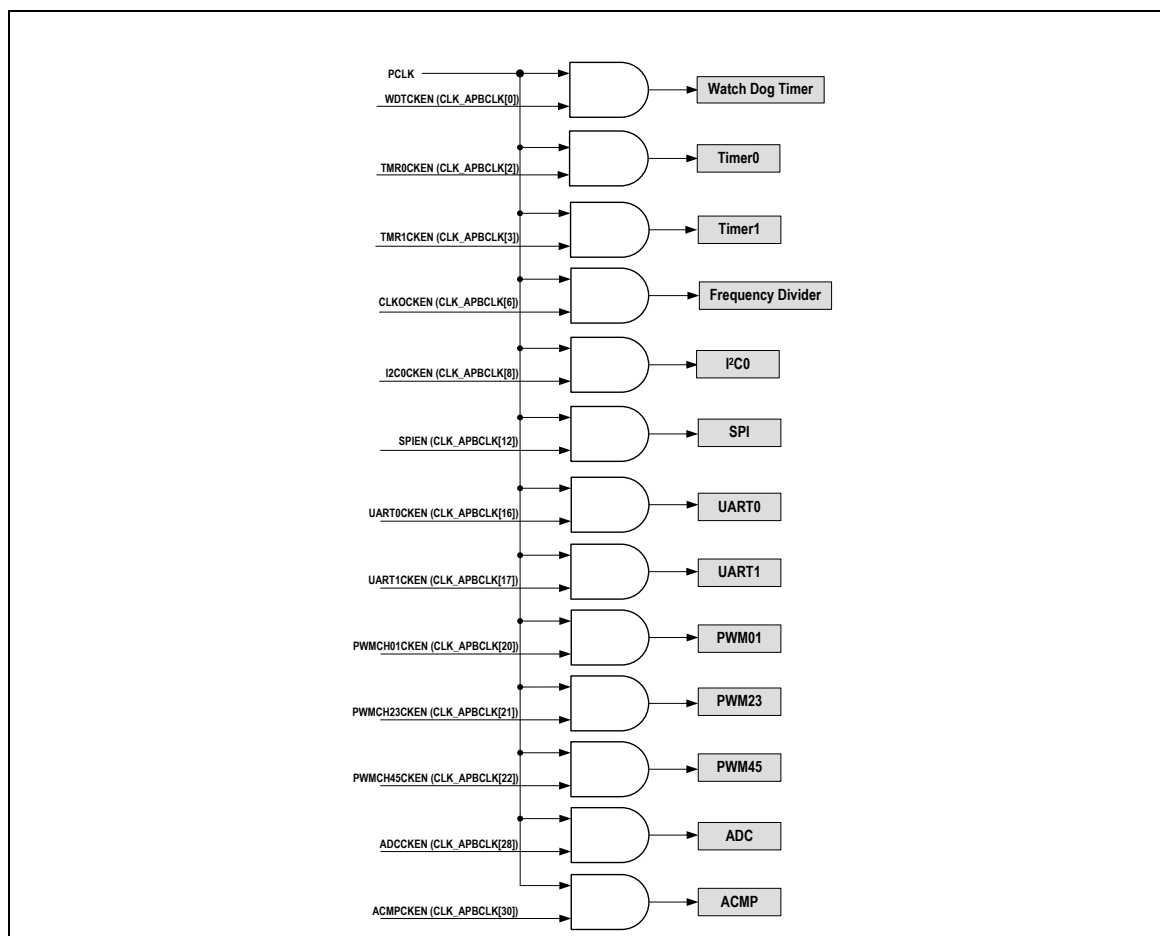 PCLK
WDTCKEN (CLK_APBCLK[0])
Watch Dog Timer
TMR0CKEN (CLK_APBCLK[2])
Timer0
TMR1CKEN (CLK_APBCLK[3])
Timer1
CLKOCKEN (CLK_APBCLK[6])
Frequency Divider
I2C0CKEN (CLK_APBCLK[8])
I²C0
SPIEN (CLK_APBCLK[12])
SPI
UART0CKEN (CLK_APBCLK[16])
UART0
UART1CKEN (CLK_APBCLK[17])
UART1
PWMCH01CKEN (CLK_APBCLK[20])
PWM01
PWMCH23CKEN (CLK_APBCLK[21])
PWM23
PWMCH45CKEN (CLK_APBCLK[22])
PWM45
ADCCKEN (CLK_APBCLK[28])
ADC
ACMPCKEN (CLK_APBCLK[30])
ACMP